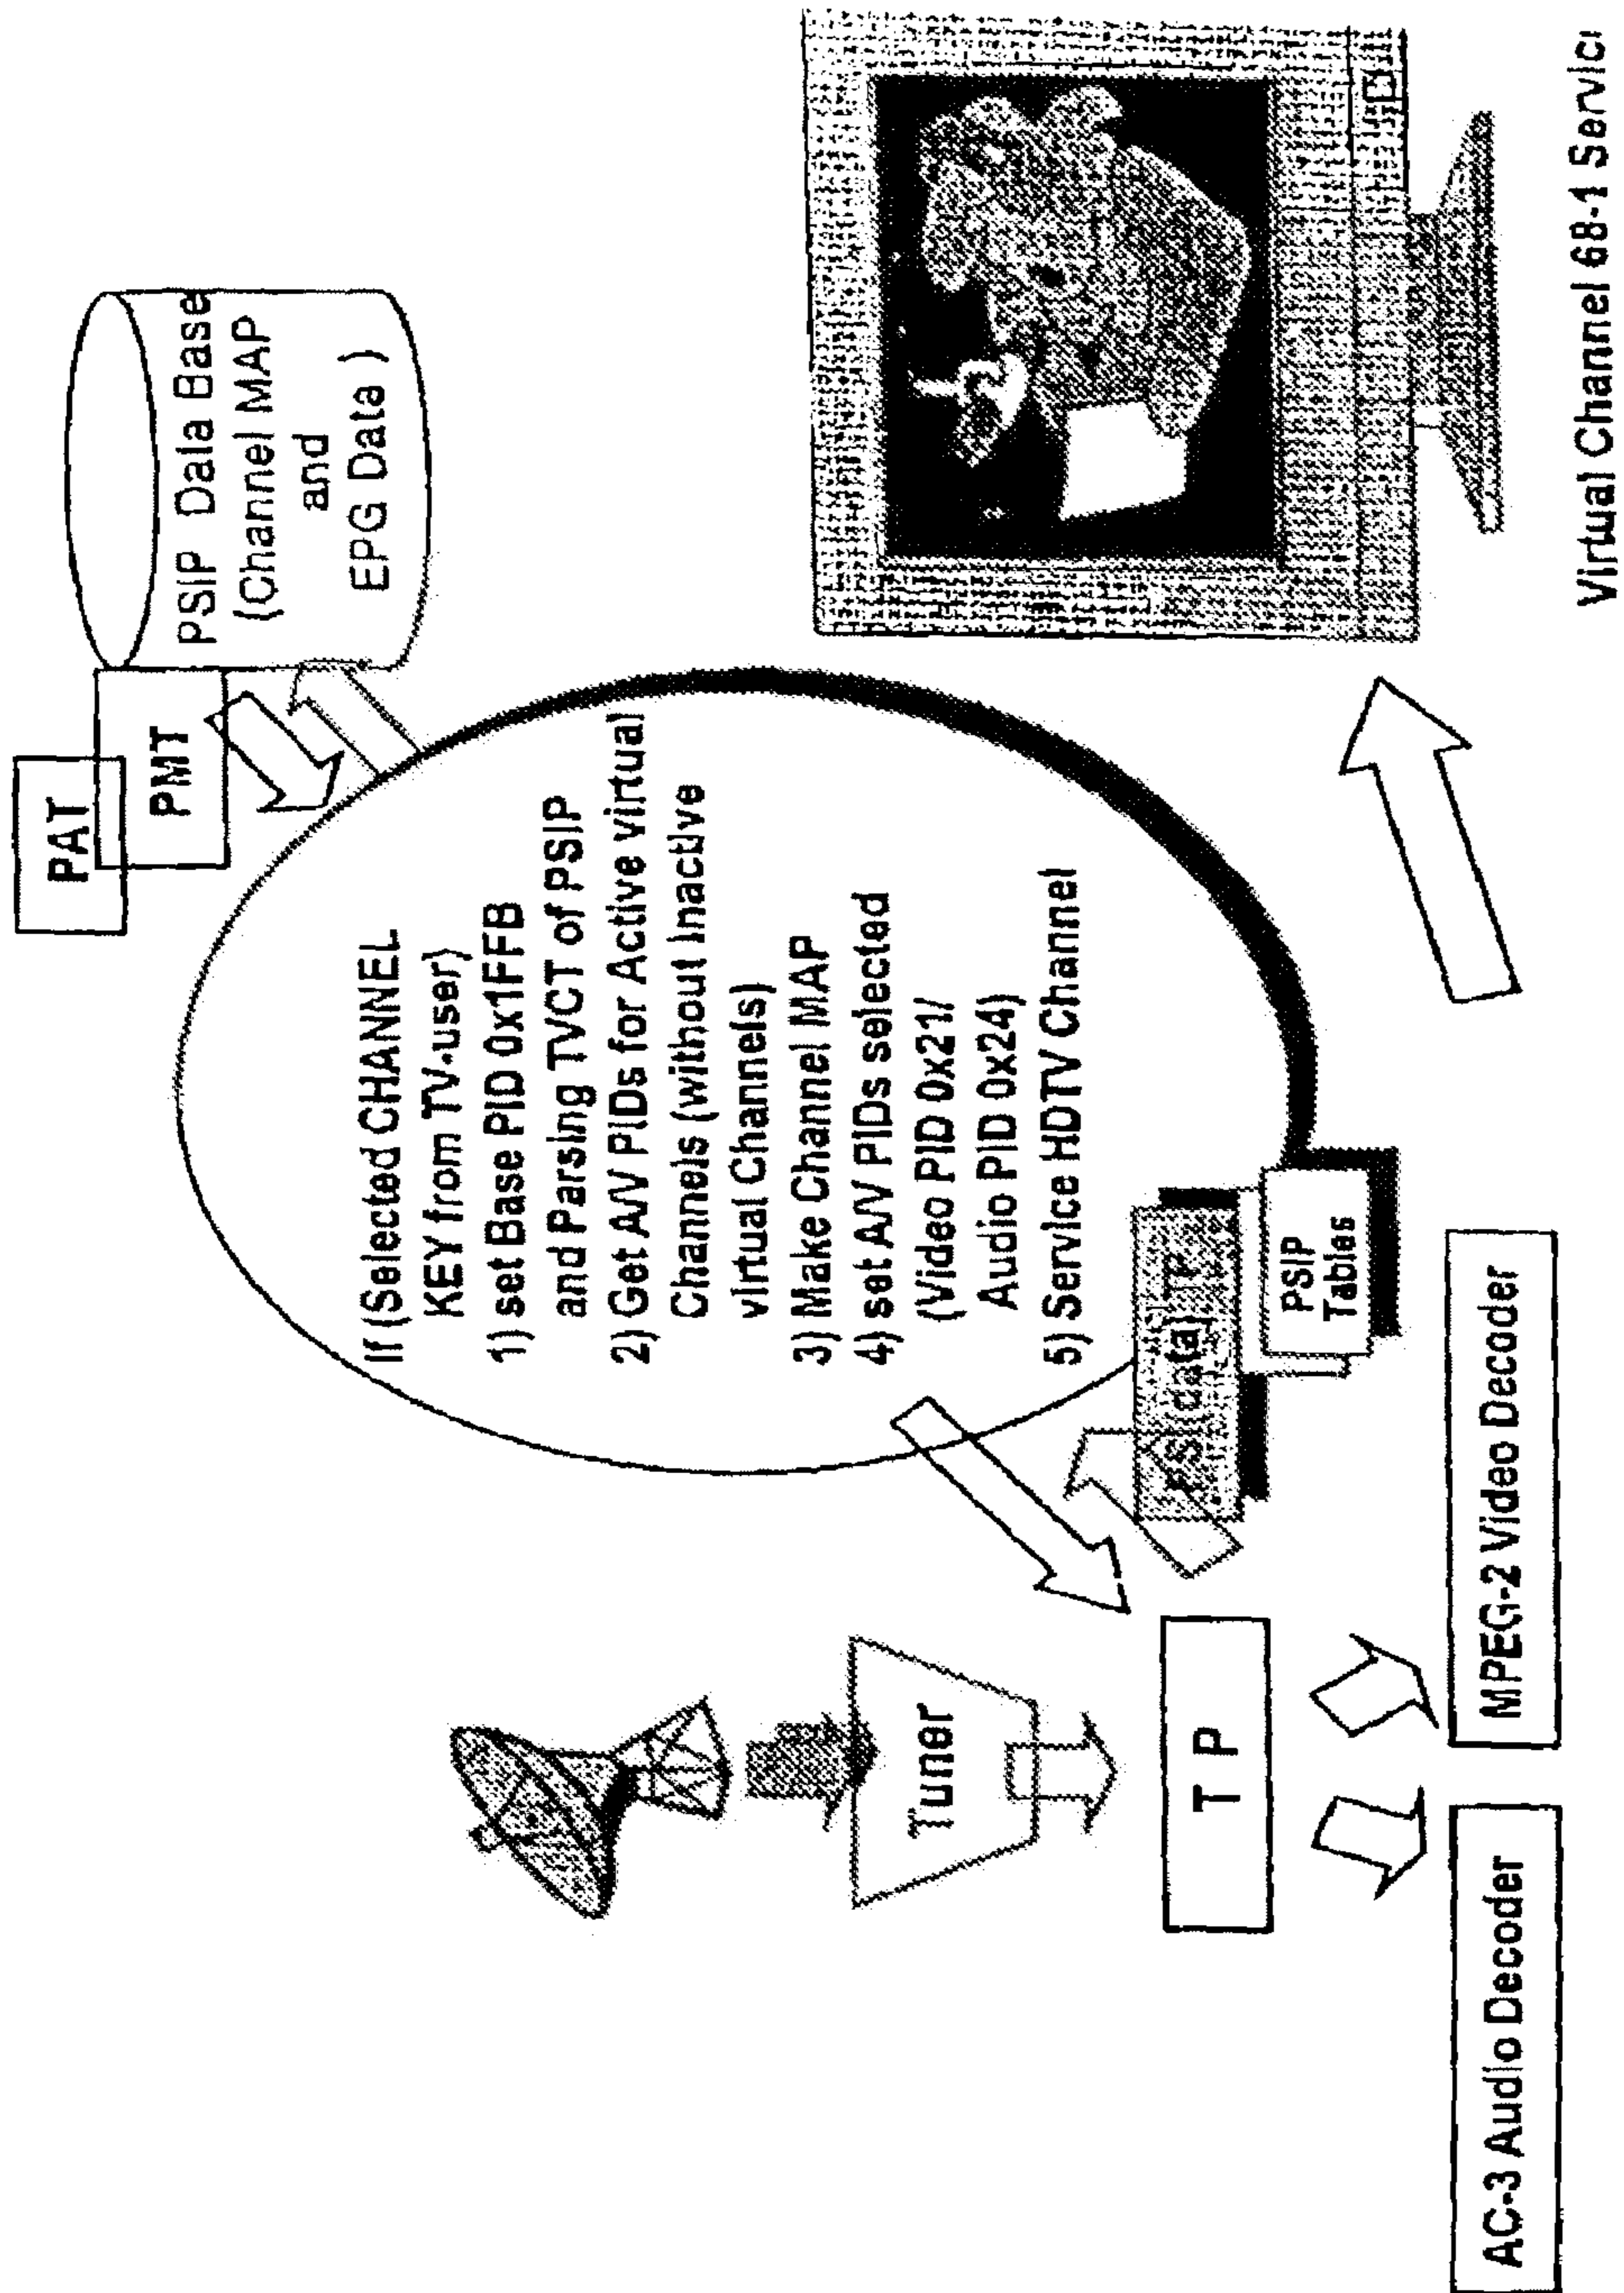 PAT
PMT
PSIP Data Base
(Channel MAP
and
EPG Data )
If (Selected CHANNEL
KEY from TV-user)
1) set Base PID 0x1FFB
and Parsing TVCT of PSIP
2) Get A/V PIDs for Active virtual
Channels (without Inactive
virtual Channels)
3) Make Channel MAP
4) set A/V PIDs selected
(Video PID 0x21/
Audio PID 0x24)
5) Service HDTV Channel
Tuner
T P
(data) TP
PSIP
Tables
AC-3 Audio Decoder
MPEG-2 Video Decoder
Virtual Channel 68-1